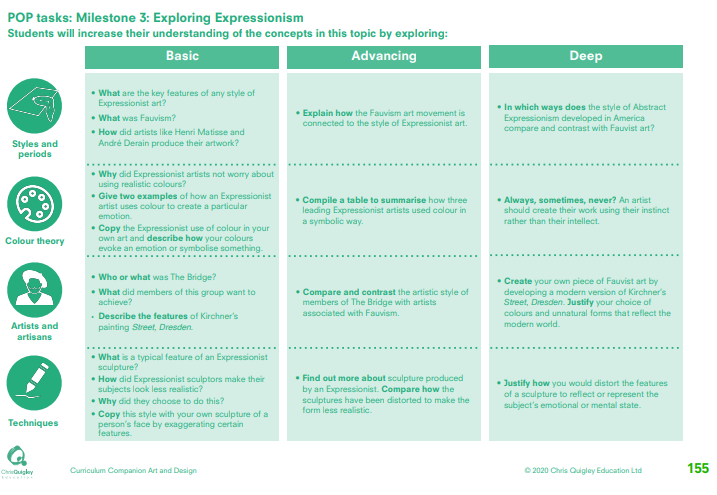 POP tasks: Milestone 3: Exploring Expressionism
Students will increase their understanding of the concepts in this topic by exploring:
Basic
Advancing
Deep
Styles and
periods
• What are the key features of any style of
Expressionist art?
• What was Fauvism?
• How did artists like Henri Matisse and
André Derain produce their artwork?
• Explain how the Fauvism art movement is
connected to the style of Expressionist art.
• In which ways does the style of Abstract
Expressionism developed in America
compare and contrast with Fauvist art?
Colour theory
• Why did Expressionist artists not worry about
using realistic colours?
• Give two examples of how an Expressionist
artist uses colour to create a particular
emotion.
• Copy the Expressionist use of colour in your
own art and describe how your colours
evoke an emotion or symbolise something.
• Compile a table to summarise how three
leading Expressionist artists used colour in
a symbolic way.
• Always, sometimes, never? An artist
should create their work using their instinct
rather than their intellect.
Artists and
artisans
• Who or what was The Bridge?
• What did members of this group want to
achieve?
• Describe the features of Kirchner's
painting Street, Dresden.
• Compare and contrast the artistic style of
members of The Bridge with artists
associated with Fauvism.
• Create your own piece of Fauvist art by
developing a modern version of Kirchner's
Street, Dresden. Justify your choice of
colours and unnatural forms that reflect the
modern world.
Techniques
• What is a typical feature of an Expressionist
sculpture?
• How did Expressionist sculptors make their
subjects look less realistic?
• Why did they choose to do this?
• Copy this style with your own sculpture of a
person's face by exaggerating certain
features.
• Find out more about sculpture produced
by an Expressionist. Compare how the
sculptures have been distorted to make the
form less realistic.
• Justify how you would distort the features
of a sculpture to reflect or represent the
subject's emotional or mental state.
ChrisQuigley
Education
Curriculum Companion Art and Design
© 2020 Chris Quigley Education Ltd
155